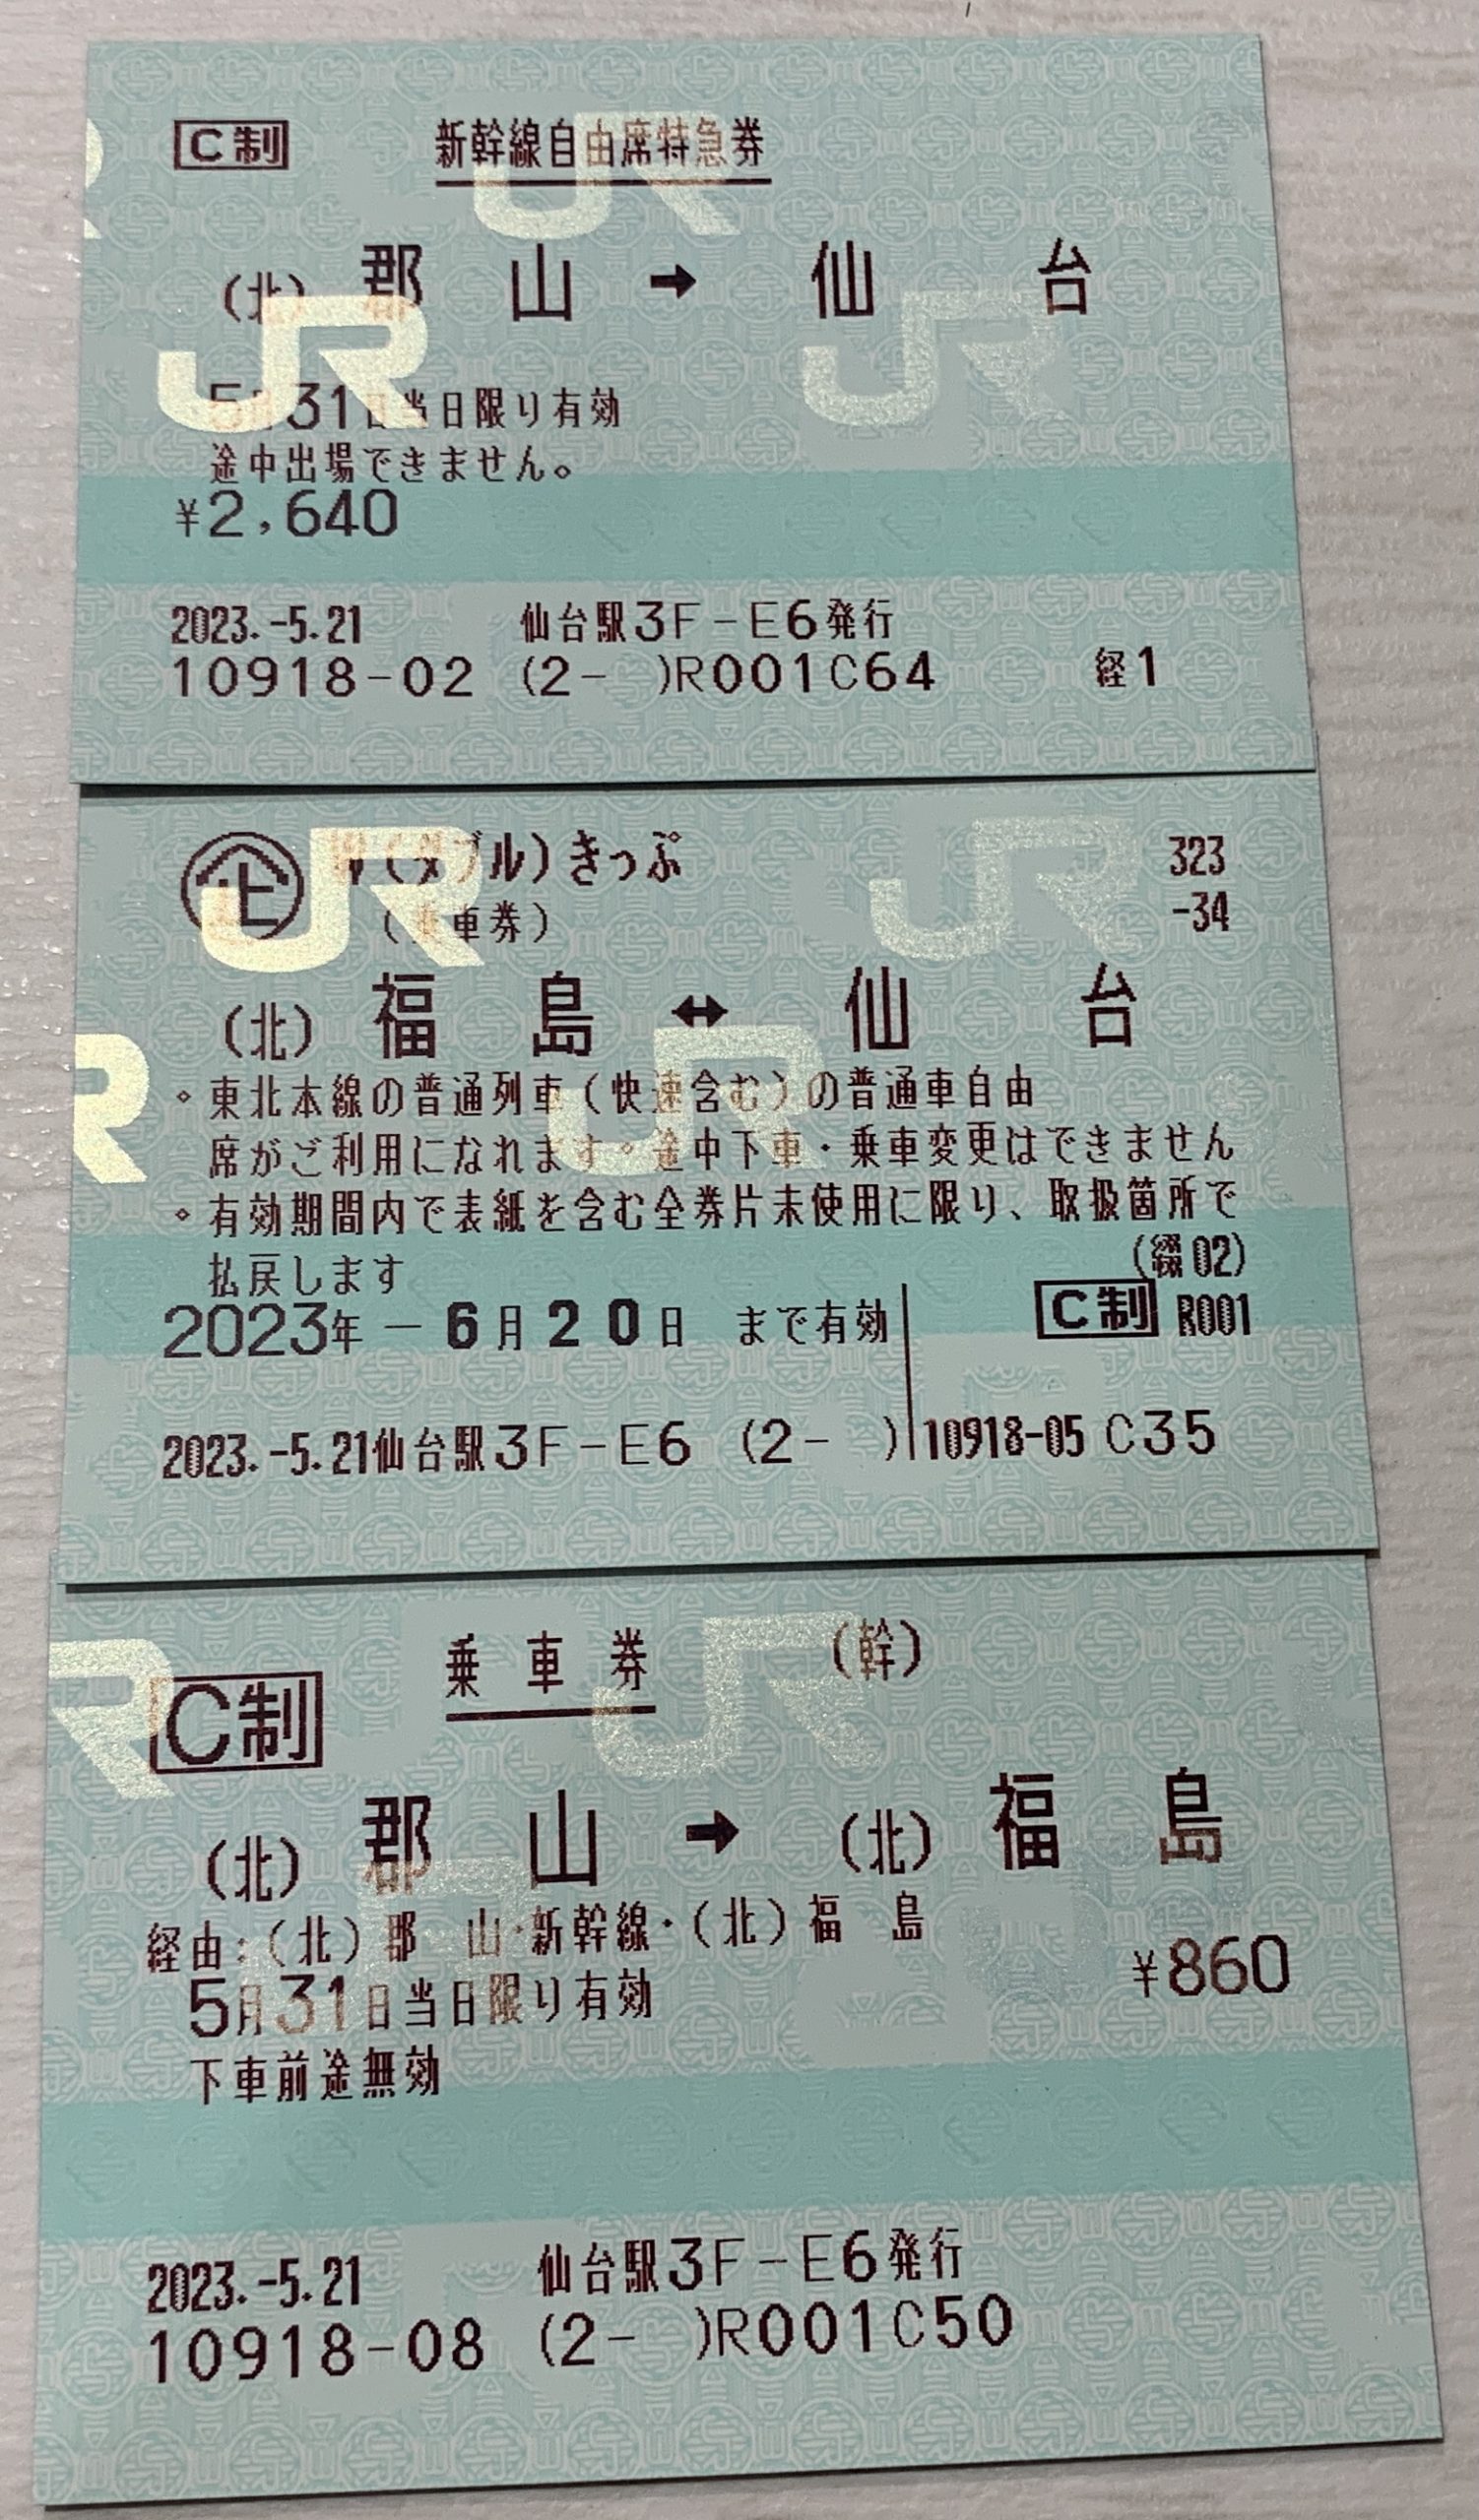 C制 新幹線自由席特急券
(北) 郡山 → 仙台
5月31日当日限り有効
途中出場できません。
¥2,640
2023.-5.21 仙台駅3F-E6発行
10918-02 (2- )R001C64 経1
(ダブル)きっぷ 323
(乗車券) -34
(北) 福島 ↔ 仙台
。東北本線の普通列車(快速含む)の普通車自由
席がご利用になれます。途中下車・乗車変更はできません
。有効期間内で表紙を含む全券片未使用に限り、取扱箇所で
払戻します (綴02)
2023年 - 6月20日 まで有効 C制 R001
2023.-5.21仙台駅3F-E6 (2- ) 10918-05 C35
C制 乗車券 (幹)
(北) 郡山 → (北) 福島
経由:(北)郡 山・新幹線・(北)福 島
¥860
5月31日当日限り有効
下車前途無効
2023.-5.21 仙台駅3F-E6発行
10918-08 (2- )R001C50
JR
JR
JR
JR
JR
JR
JR